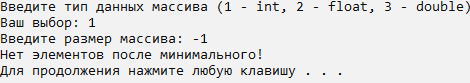 Введите тип данных массива (1 - int, 2 - float, 3 - double)
Ваш выбор: 1
Введите размер массива: -1
Нет элементов после минимального!
Для продолжения нажмите любую клавишу . . .